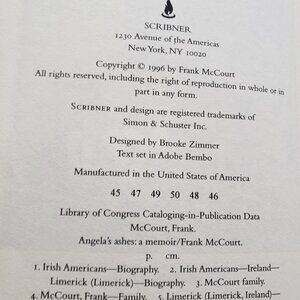 SCRIBNER
1230 Avenue of the Americas
New York, NY 10020
Copyright © 1996 by Frank McCourt
All rights reserved, including the right of reproduction in whole or in
part in any form.
SCRIBNER and design are registered trademarks of
Simon & Schuster Inc.
Designed by Brooke Zimmer
Text set in Adobe Bembo
Manufactured in the United States of America
45 47 49 50 48 46
Library of Congress Cataloging-in-Publication Data
McCourt, Frank.
Angela's ashes: a memoir/Frank McCourt.
p. cm.
1. Irish Americans—Biography. 2. Irish Americans—Ireland—
Limerick (Limerick)—Biography. 3. McCourt family.
4. McCourt, Frank—Family. 5. Limerick (Limerick, Ireland)—